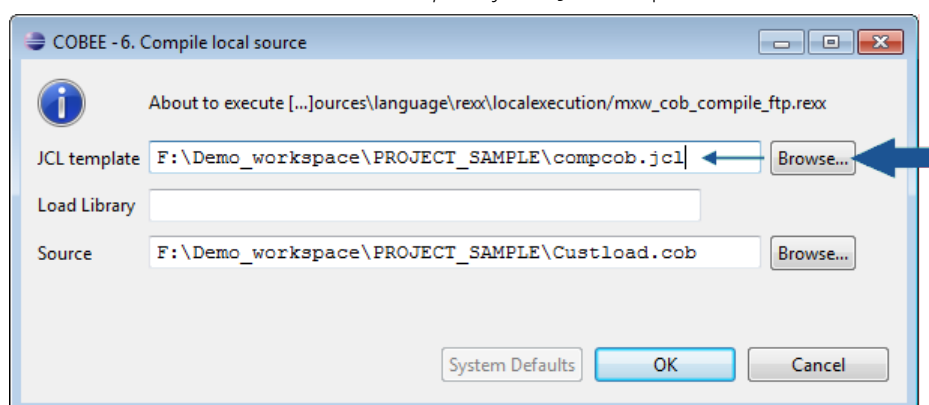 COBEE - 6. Compile local source
About to execute [...]ources\language\rexx\localexecution/mxw_cob_compile_ftp.rexx
JCL template F:\Demo_workspace\PROJECT_SAMPLE\compcob.jcl Browse...
Load Library
Source F:\Demo_workspace\PROJECT_SAMPLE\Custload.cob Browse...
System Defaults OK Cancel